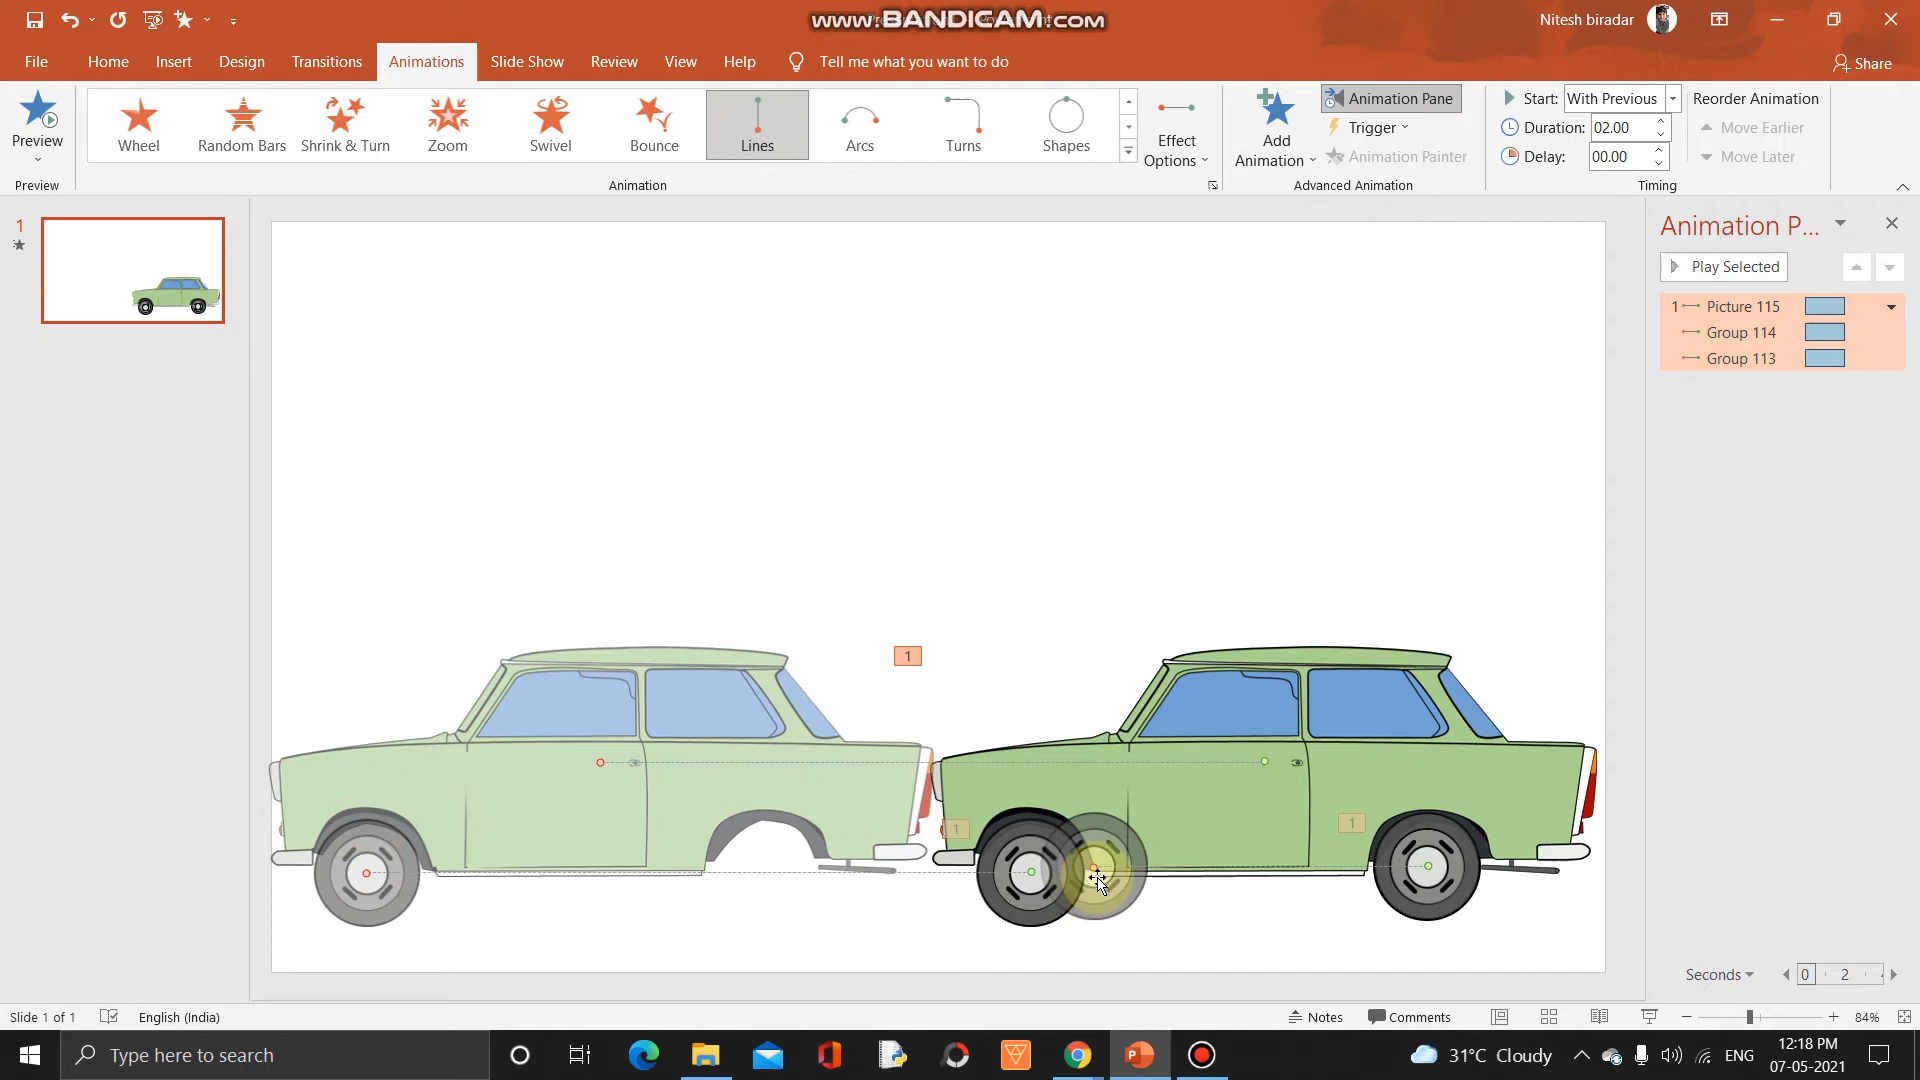 www.BANDICAM.com
Nitesh biradar
File
Home
Insert
Design
Transitions
Animations
Slide Show
Review
View
Help
Tell me what you want to do
Share
Preview
Wheel
Random Bars
Shrink & Turn
Zoom
Swivel
Bounce
Lines
Arcs
Turns
Shapes
Effect
Options
Add
Animation
Animation Pane
Trigger
Animation Painter
Start: With Previous
Duration: 02.00
Delay: 00.00
Reorder Animation
Move Earlier
Move Later
Preview
Animation
Advanced Animation
Timing
1
Animation P...
Play Selected
1 Picture 115
Group 114
Group 113
1
1
1
Seconds
0 2
Slide 1 of 1
English (India)
Notes
Comments
84%
Type here to search
31°C Cloudy
ENG
12:18 PM
07-05-2021